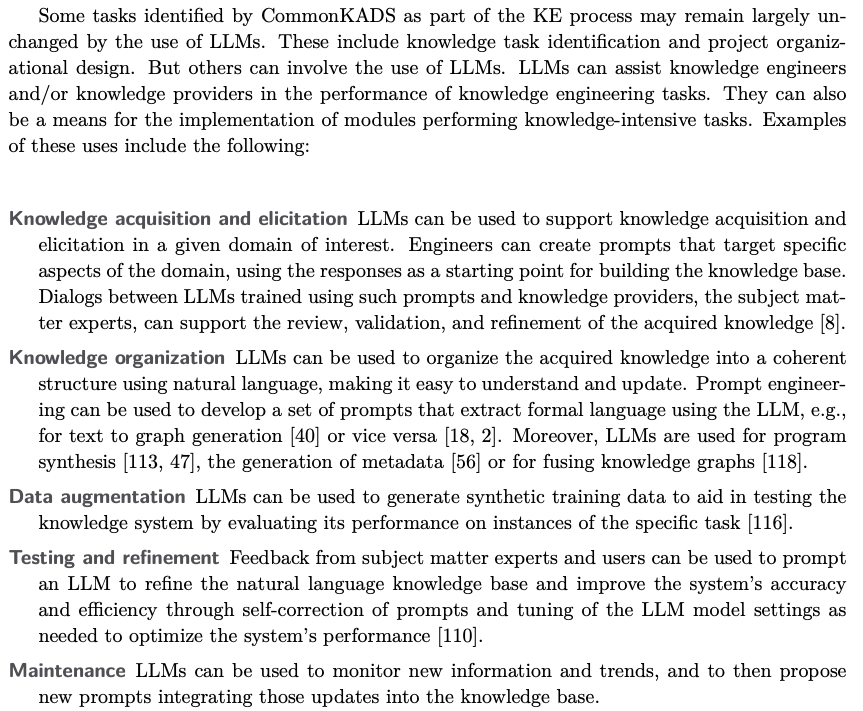 Some tasks identified by CommonKADS as part of the KE process may remain largely un-
changed by the use of LLMs. These include knowledge task identification and project organiz-
ational design. But others can involve the use of LLMs. LLMs can assist knowledge engineers
and/or knowledge providers in the performance of knowledge engineering tasks. They can also
be a means for the implementation of modules performing knowledge-intensive tasks. Examples
of these uses include the following:
Knowledge acquisition and elicitation LLMs can be used to support knowledge acquisition and
elicitation in a given domain of interest. Engineers can create prompts that target specific
aspects of the domain, using the responses as a starting point for building the knowledge base.
Dialogs between LLMs trained using such prompts and knowledge providers, the subject mat-
ter experts, can support the review, validation, and refinement of the acquired knowledge [8].
Knowledge organization LLMs can be used to organize the acquired knowledge into a coherent
structure using natural language, making it easy to understand and update. Prompt engineer-
ing can be used to develop a set of prompts that extract formal language using the LLM, e.g.,
for text to graph generation [40] or vice versa [18, 2]. Moreover, LLMs are used for program
synthesis [113, 47], the generation of metadata [56] or for fusing knowledge graphs [118].
Data augmentation LLMs can be used to generate synthetic training data to aid in testing the
knowledge system by evaluating its performance on instances of the specific task [116].
Testing and refinement Feedback from subject matter experts and users can be used to prompt
an LLM to refine the natural language knowledge base and improve the system's accuracy
and efficiency through self-correction of prompts and tuning of the LLM model settings as
needed to optimize the system's performance [110].
Maintenance LLMs can be used to monitor new information and trends, and to then propose
new prompts integrating those updates into the knowledge base.